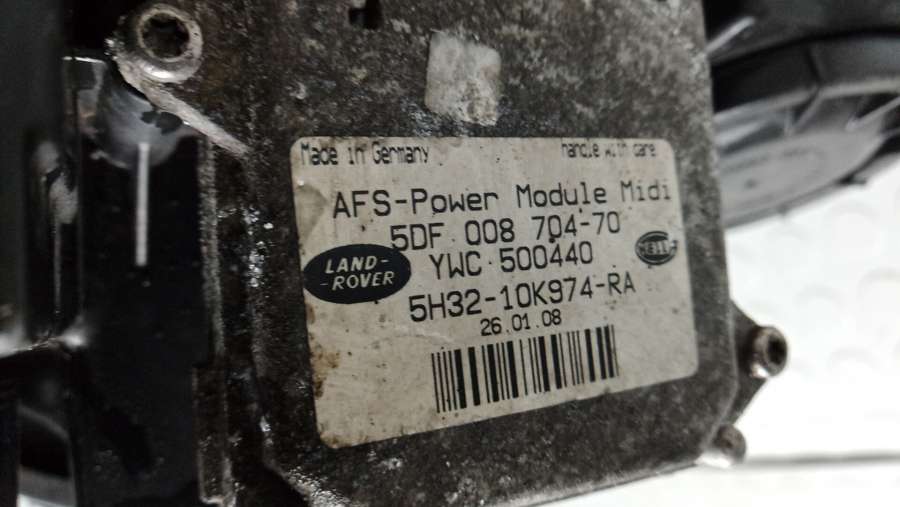 Made in Germany handle with care
AFS-Power Module Midi
5DF 008 704-70
YWC 500440
LAND-
ROVER
HELLA
5H32-10K974-RA
26.01.08